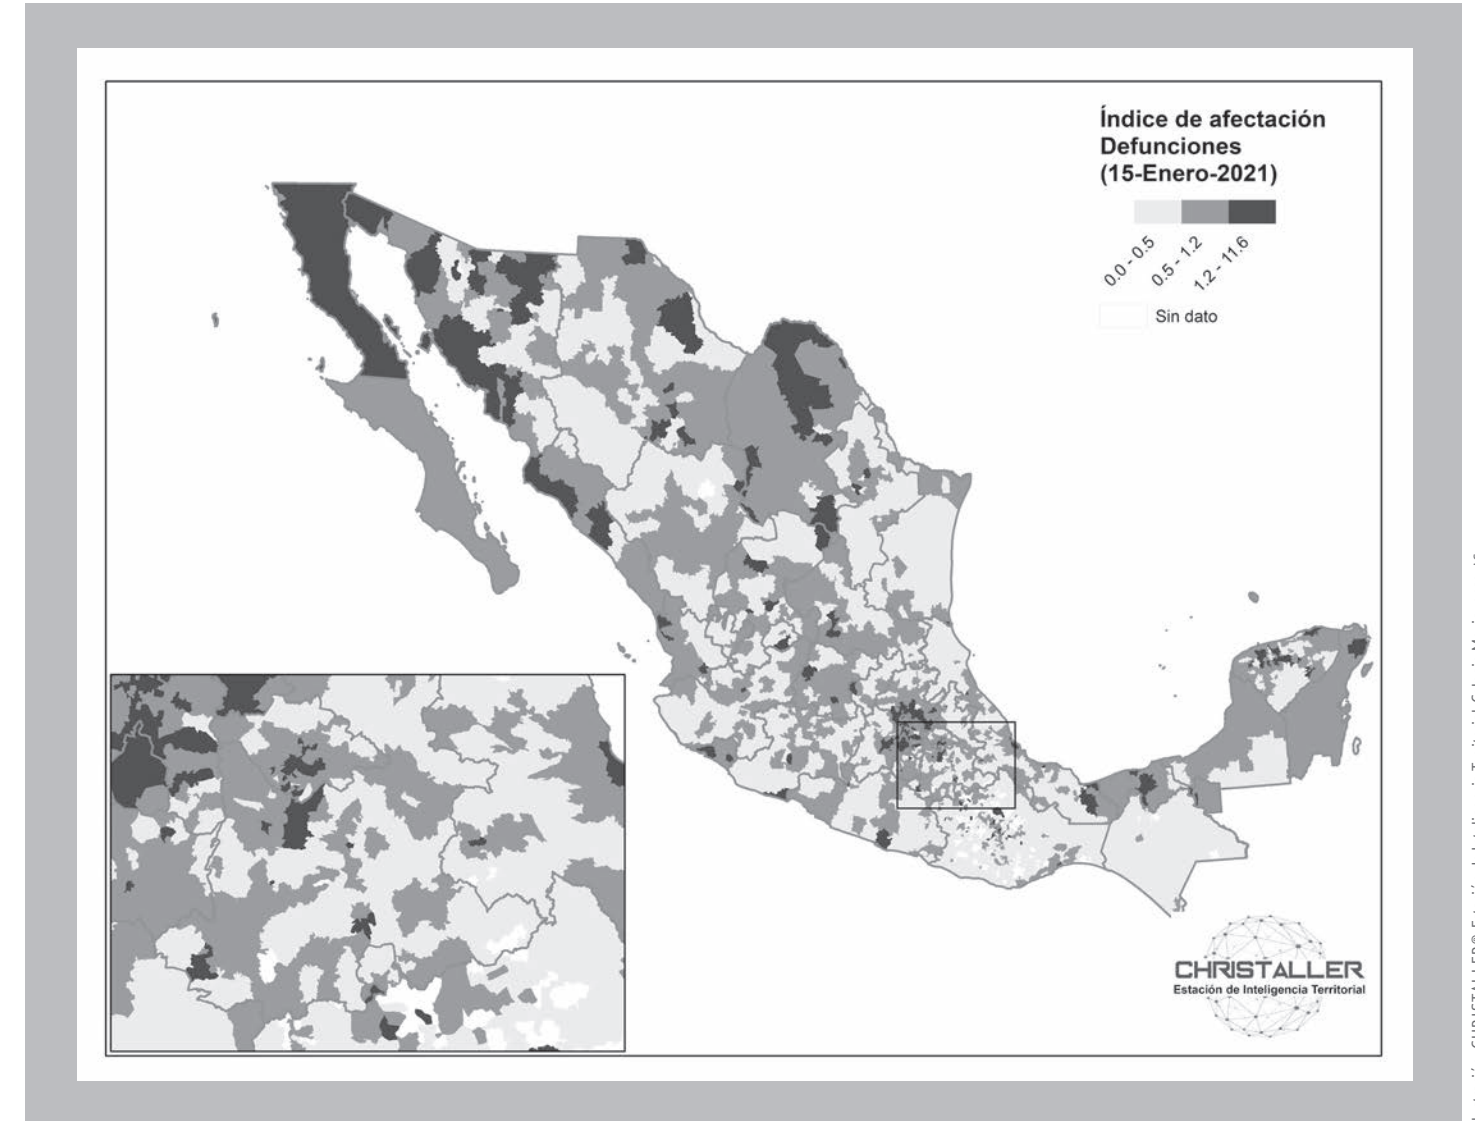 Índice de afectación
Defunciones
(15-Enero-2021)
0.0 - 0.5
0.5 - 1.2
1.2 - 11.6
Sin dato
CHRISTALLER
Estación de Inteligencia Territorial